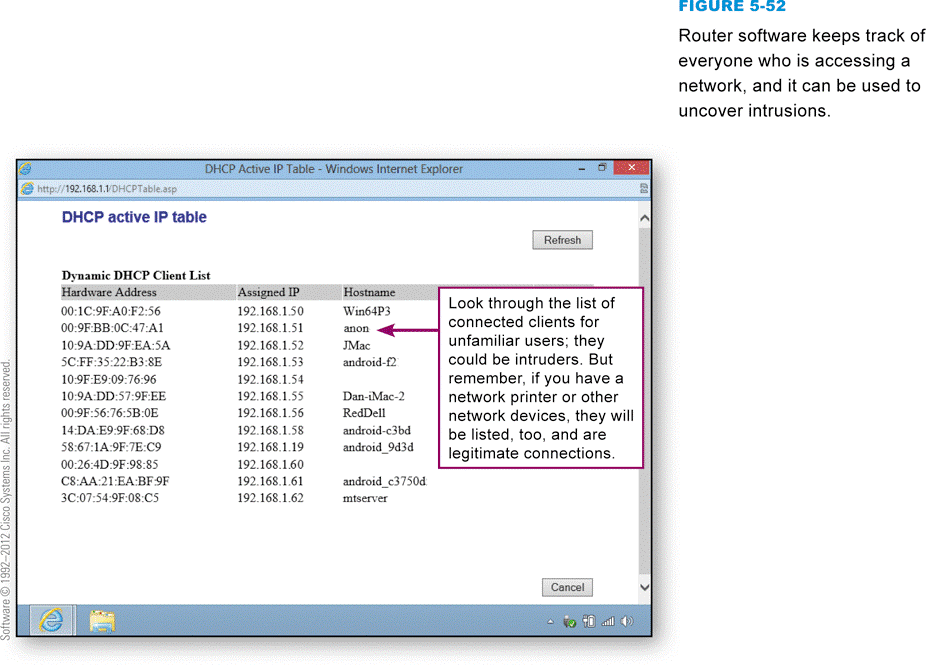 FIGURE 5-52
Router software keeps track of
everyone who is accessing a
network, and it can be used to
uncover intrusions.
DHCP Active IP Table - Windows Internet Explorer
http://192.168.1.1/DHCPTable.asp
DHCP active IP table
Refresh
Dynamic DHCP Client List
Hardware Address Assigned IP Hostname
00:1C:9F:A0:F2:56 192.168.1.50 Win64P3
00:9F:BB:0C:47:A1 192.168.1.51 anon
10:9A:DD:9F:EA:5A 192.168.1.52 JMac
5C:FF:35:22:B3:8E 192.168.1.53 android-f2
10:9F:E9:09:76:96 192.168.1.54
10:9A:DD:57:9F:EE 192.168.1.55 Dan-iMac-2
00:9F:56:76:5B:0E 192.168.1.56 RedDell
14:DA:E9:9F:68:D8 192.168.1.58 android-c3bd
58:67:1A:9F:7E:C9 192.168.1.19 android_9d3d
00:26:4D:9F:98:85 192.168.1.60
C8:AA:21:EA:BF:9F 192.168.1.61 android_c3750d
3C:07:54:9F:08:C5 192.168.1.62 mtserver
Look through the list of
connected clients for
unfamiliar users; they
could be intruders. But
remember, if you have a
network printer or other
network devices, they will
be listed, too, and are
legitimate connections.
Cancel
Software © 1992–2012 Cisco Systems Inc. All rights reserved.